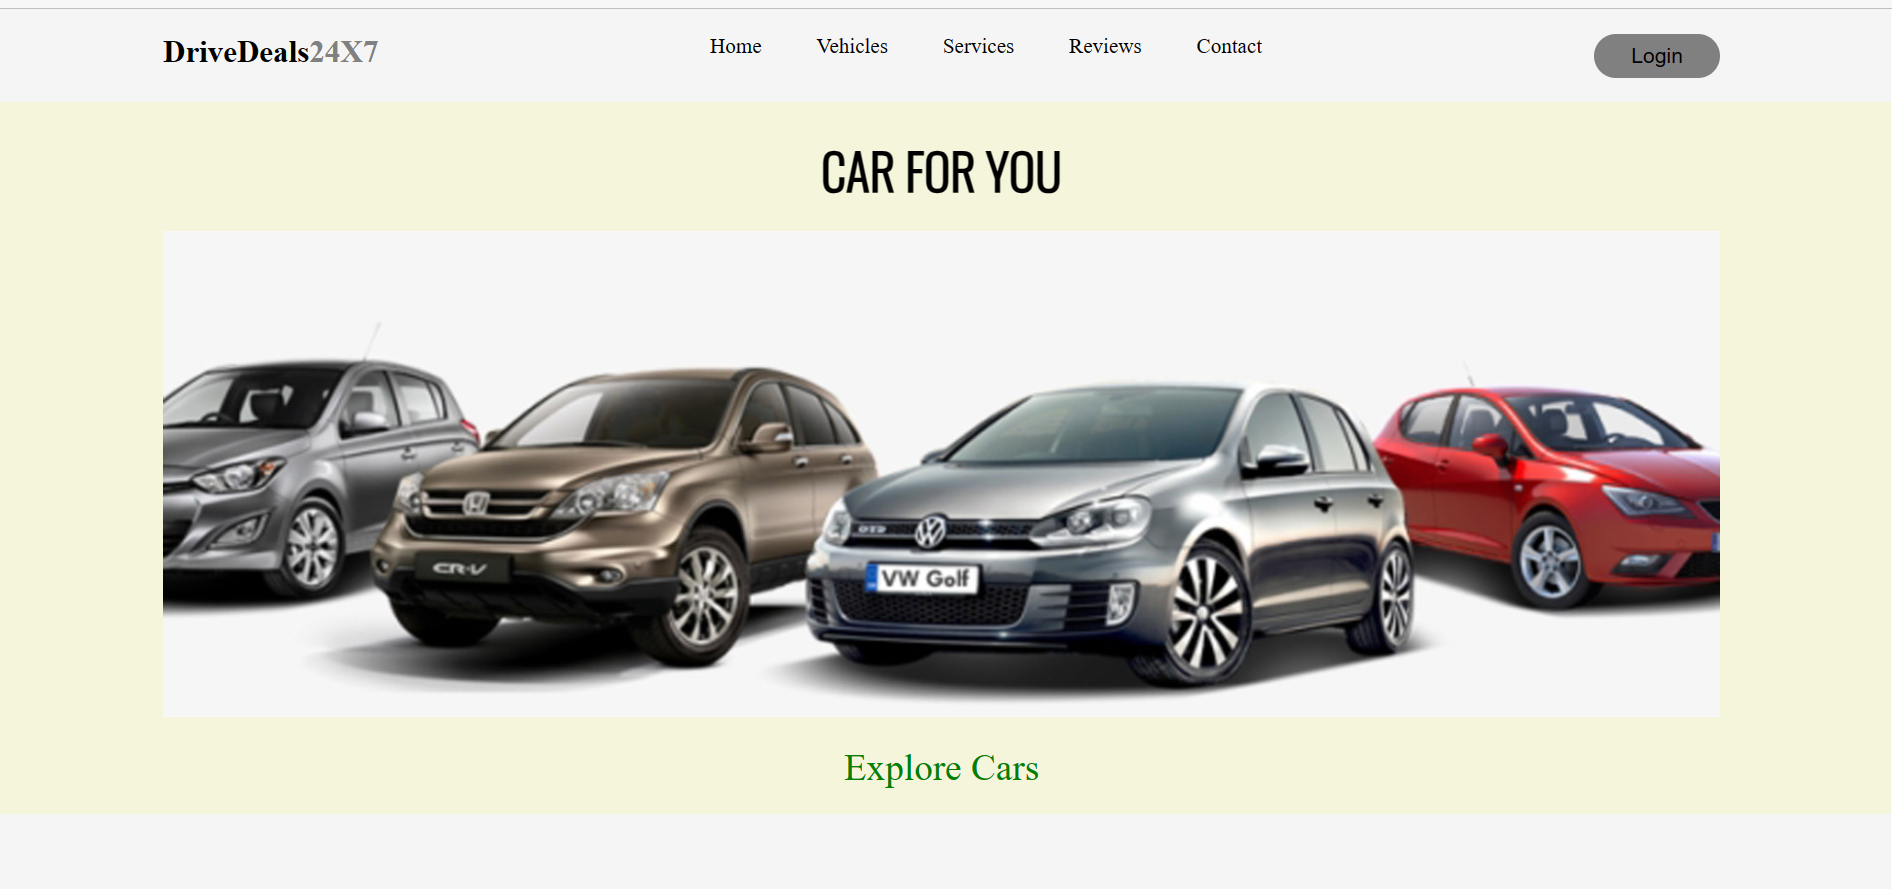 DriveDeals24X7
Home Vehicles Services Reviews Contact
Login
CAR FOR YOU
GTD
CR-V
VW Golf
Explore Cars